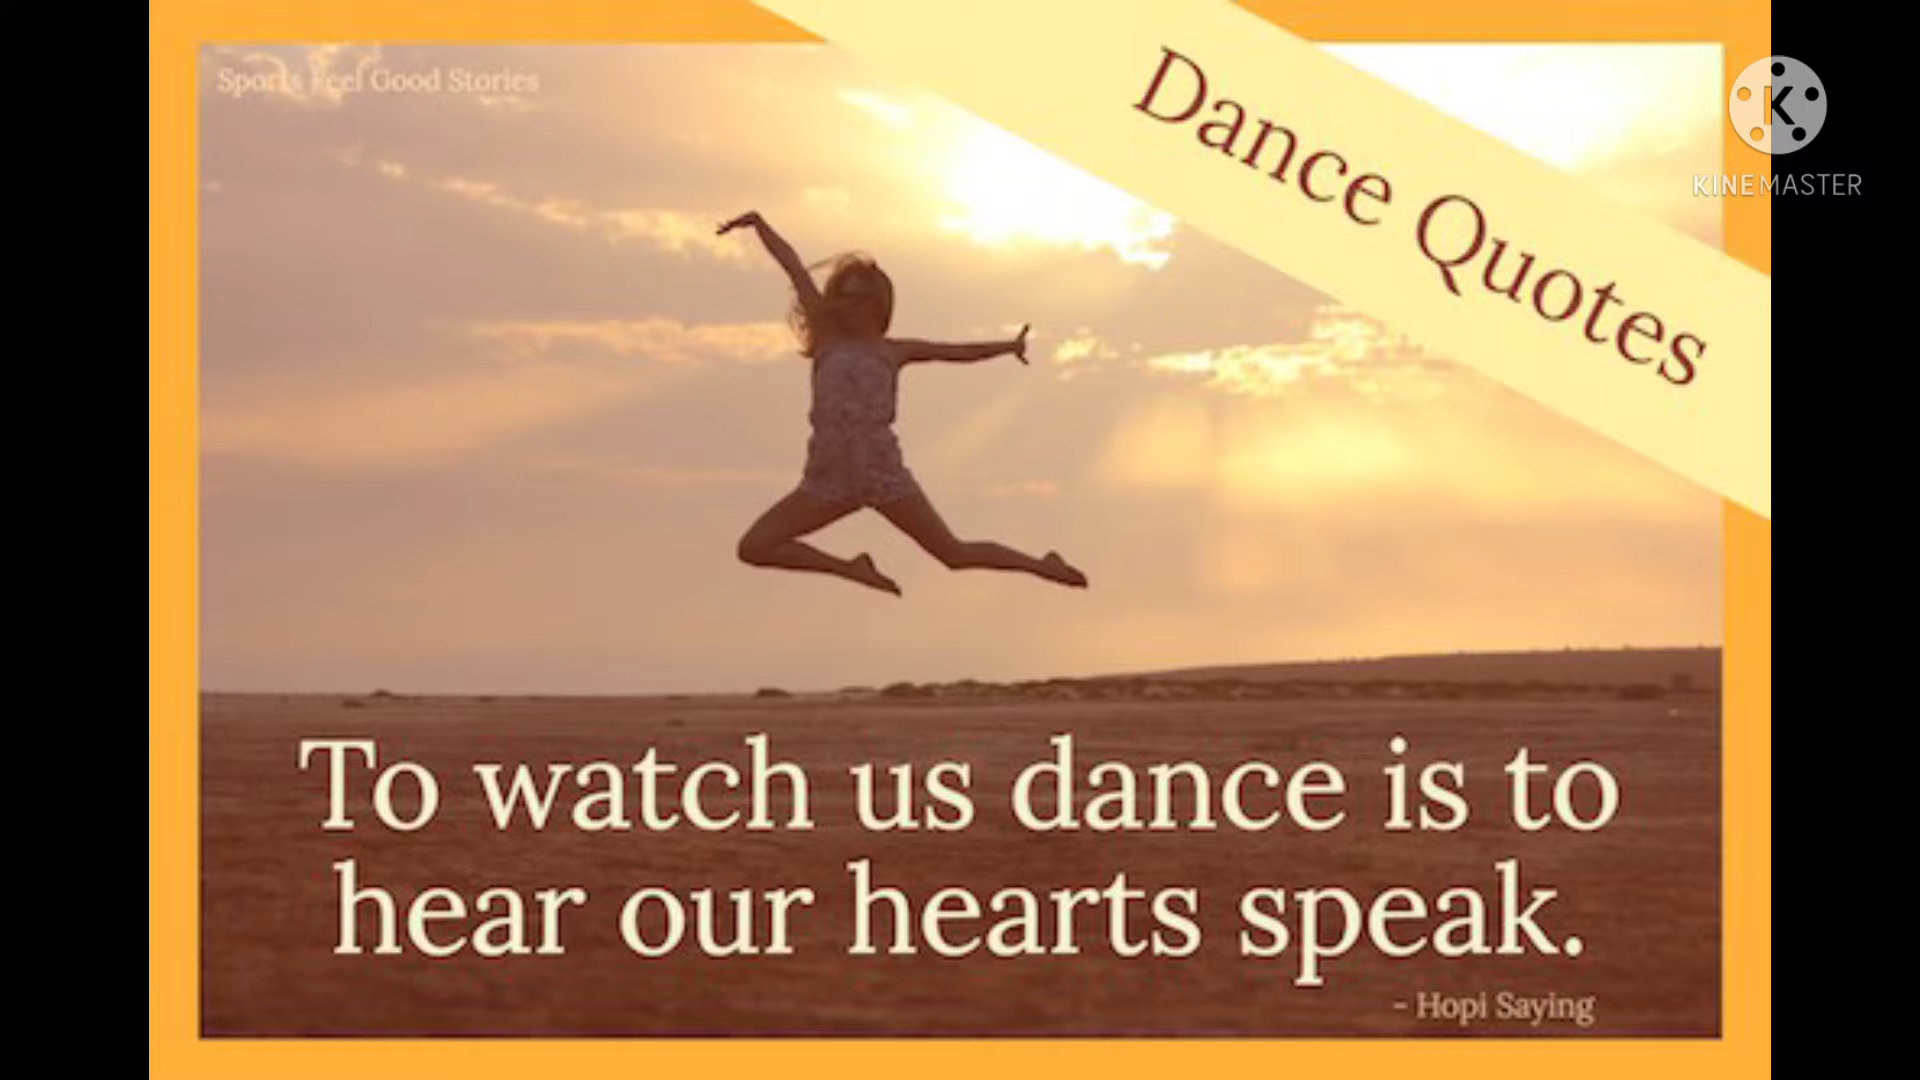 Sports Feel Good Stories
Dance Quotes
KINEMASTER
To watch us dance is to
hear our hearts speak.
- Hopi Saying